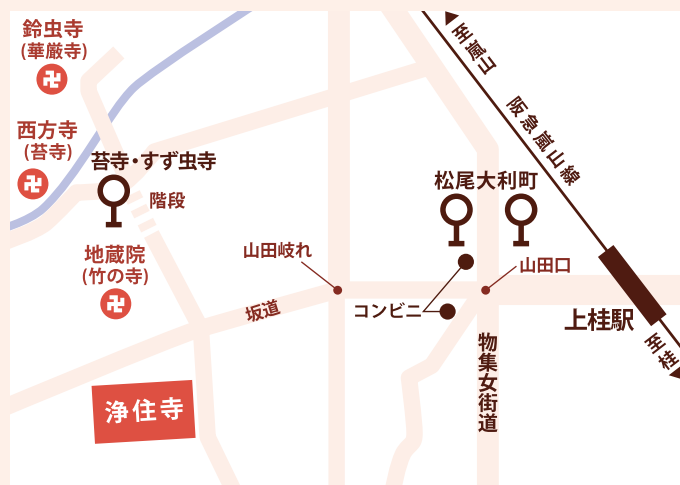 鈴虫寺
(華厳寺)
西方寺
(苔寺)
苔寺・すず虫寺
階段
地蔵院
(竹の寺)
浄住寺
坂道
山田岐れ
コンビニ
松尾大利町
山田口
物集女街道
上桂駅
至嵐山
阪急嵐山線
至桂